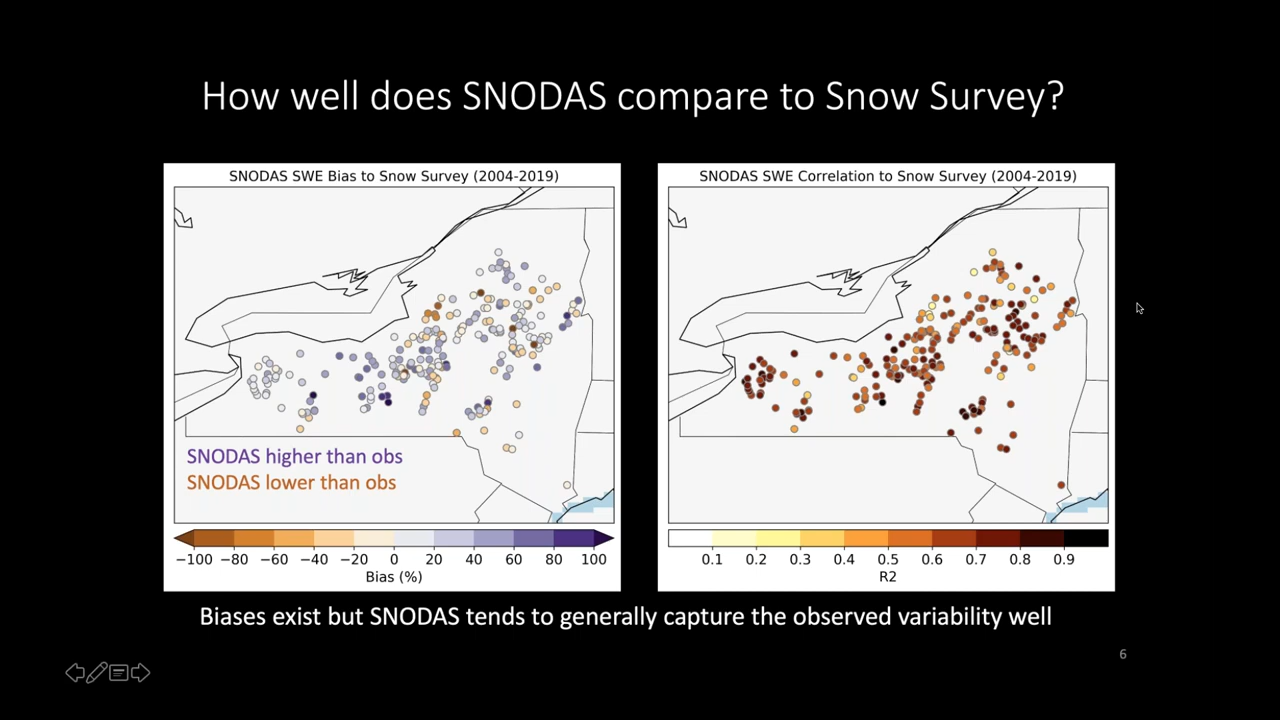 How well does SNODAS compare to Snow Survey?
SNODAS SWE Bias to Snow Survey (2004-2019)
SNODAS higher than obs
SNODAS lower than obs
−100 −80 −60 −40 −20 0 20 40 60 80 100
Bias (%)
SNODAS SWE Correlation to Snow Survey (2004-2019)
0.1 0.2 0.3 0.4 0.5 0.6 0.7 0.8 0.9
R2
Biases exist but SNODAS tends to generally capture the observed variability well
6